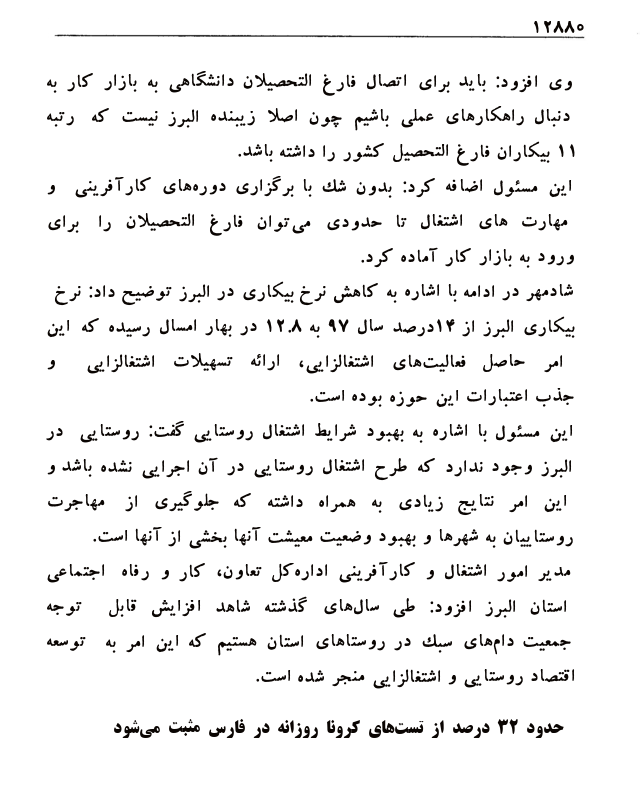 ۱۲۸۸۰
وی افزود: باید برای اتصال فارغ التحصیلان دانشگاهی به بازار کار به
دنبال راهکارهای عملی باشیم چون اصلا زیبنده البرز نیست که رتبه
۱۱ بیکاران فارغ التحصیل کشور را داشته باشد.
این مسئول اضافه کرد: بدون شك با برگزاری دوره‌های کارآفرینی و
مهارت های اشتغال تا حدودی می‌توان فارغ التحصیلان را برای
ورود به بازار کار آماده کرد.
شادمهر در ادامه با اشاره به کاهش نرخ بیکاری در البرز توضیح داد: نرخ
بیکاری البرز از ۱۴درصد سال ۹۷ به ۱۲.۸ در بهار امسال رسیده که این
امر حاصل فعالیت‌های اشتغالزایی، ارائه تسهیلات اشتغالزایی و
جذب اعتبارات این حوزه بوده است.
این مسئول با اشاره به بهبود شرایط اشتغال روستایی گفت: روستایی در
البرز وجود ندارد که طرح اشتغال روستایی در آن اجرایی نشده باشد و
این امر نتایج زیادی به همراه داشته که جلوگیری از مهاجرت
روستاییان به شهرها و بهبود وضعیت معیشت آنها بخشی از آنها است.
مدیر امور اشتغال و کارآفرینی اداره‌کل تعاون، کار و رفاه اجتماعی
استان البرز افزود: طی سال‌های گذشته شاهد افزایش قابل توجه
جمعیت دام‌های سبك در روستاهای استان هستیم که این امر به توسعه
اقتصاد روستایی و اشتغالزایی منجر شده است.
حدود ۳۲ درصد از تست‌های کرونا روزانه در فارس مثبت می‌شود